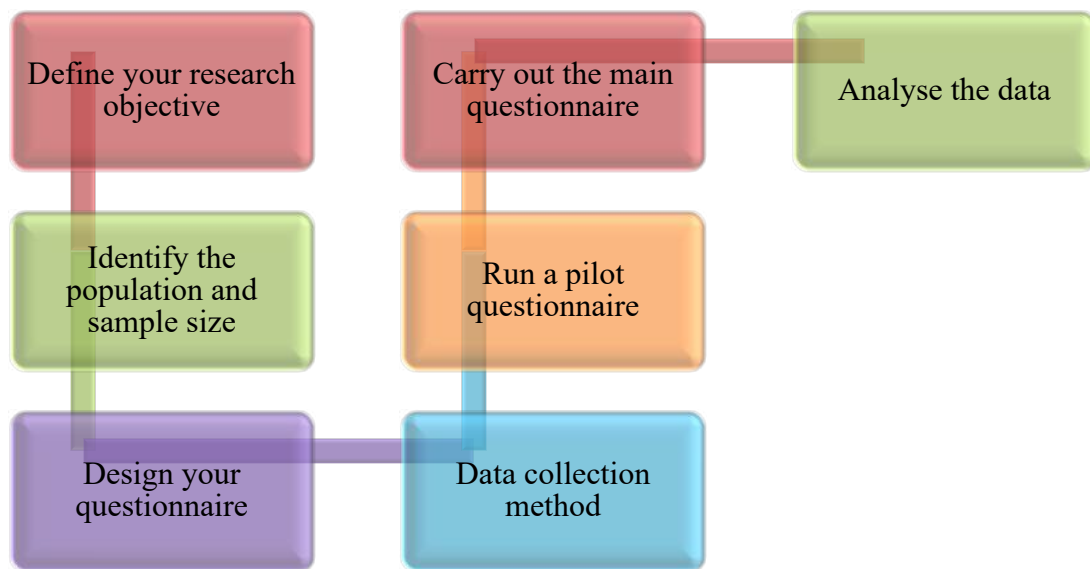 Define your research
objective
Identify the
population and
sample size
Design your
questionnaire
Data collection
method
Run a pilot
questionnaire
Carry out the main
questionnaire
Analyse the data